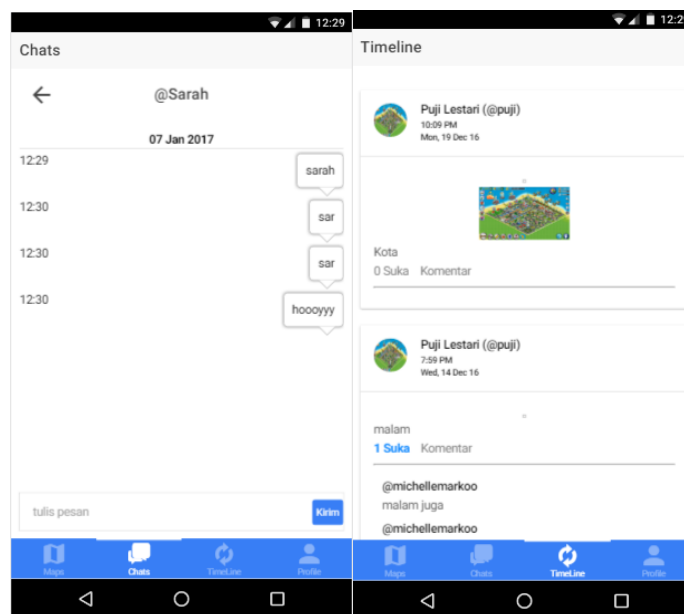 12:29
Chats
@Sarah
07 Jan 2017
12:29
sarah
12:30
sar
12:30
sar
12:30
hoooyyy
tulis pesan
Kirim
Maps
Chats
TimeLine
Profile
12:2
Timeline
Puji Lestari (@puji)
10:09 PM
Mon, 19 Dec 16
Kota
0 Suka Komentar
Puji Lestari (@puji)
7:59 PM
Wed, 14 Dec 16
malam
1 Suka Komentar
@michellemarkoo
malam juga
@michellemarkoo
Maps
Chats
TimeLine
Profile